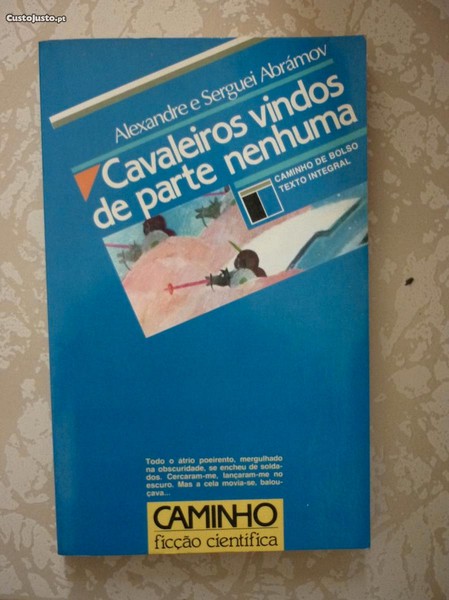 CustoJusto.pt
Alexandre e Serguei Abrámov
Cavaleiros vindos
de parte nenhuma
CAMINHO DE BOLSO
TEXTO INTEGRAL
Todo o átrio poeirento, mergulhado
na obscuridade, se encheu de solda-
dos. Cercaram-me, lançaram-me no
escuro. Mas a cela movia-se, balou-
çava...
CAMINHO
ficção científica